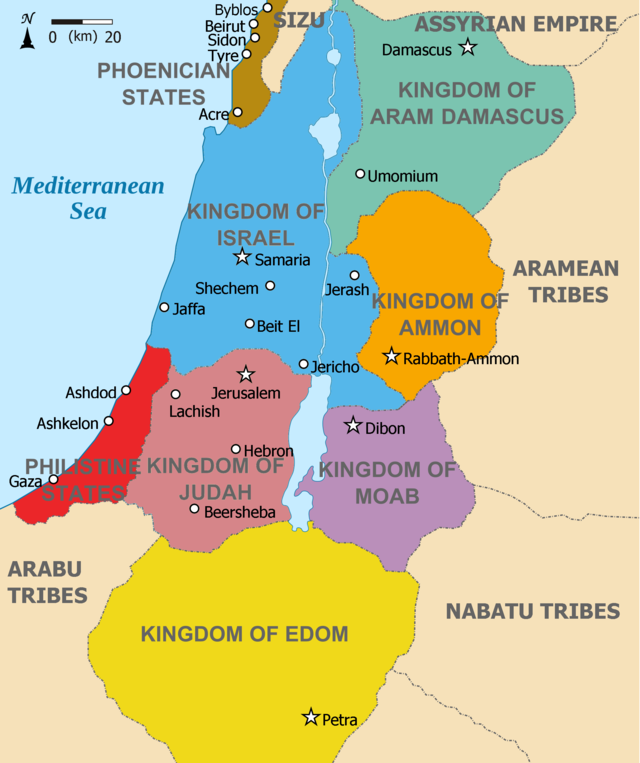 N
0 (km) 20
Byblos
Beirut
Sidon
Tyre
SIZU
ASSYRIAN EMPIRE
Damascus
PHOENICIAN
STATES
KINGDOM OF
ARAM DAMASCUS
Acre
Umomium
Mediterranean
Sea
KINGDOM OF
ISRAEL
Samaria
Shechem
Jerash
ARAMEAN
TRIBES
Jaffa
KINGDOM OF
AMMON
Beit El
Rabbath-Ammon
Jericho
Jerusalem
Ashdod
Lachish
Ashkelon
Dibon
Hebron
PHILISTINE
STATES
KINGDOM OF
JUDAH
KINGDOM OF
MOAB
Gaza
Beersheba
ARABU
TRIBES
NABATU TRIBES
KINGDOM OF EDOM
Petra